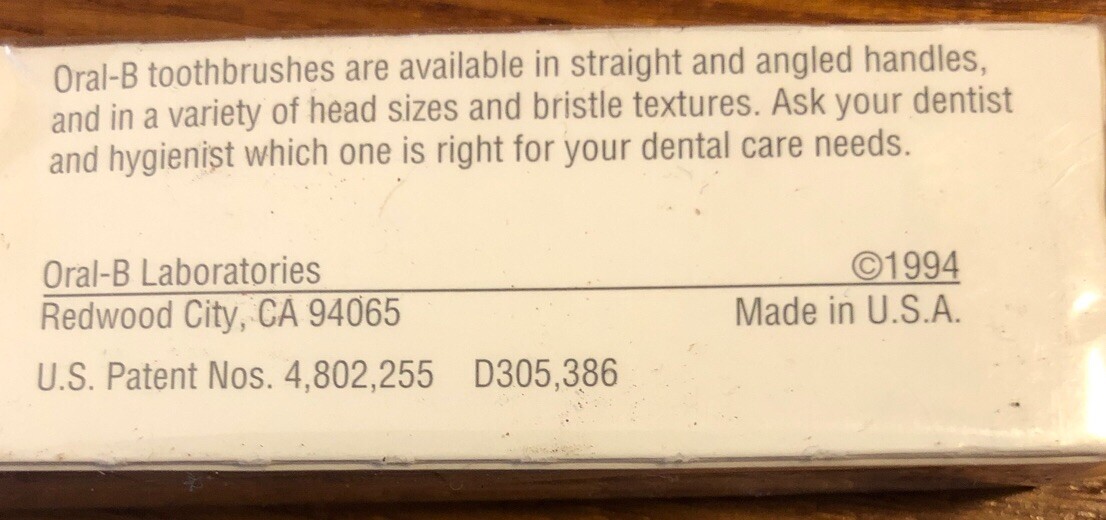 Oral-B toothbrushes are available in straight and angled handles,
and in a variety of head sizes and bristle textures. Ask your dentist
and hygienist which one is right for your dental care needs.
Oral-B Laboratories ©1994
Redwood City, CA 94065 Made in U.S.A.
U.S. Patent Nos. 4,802,255 D305,386